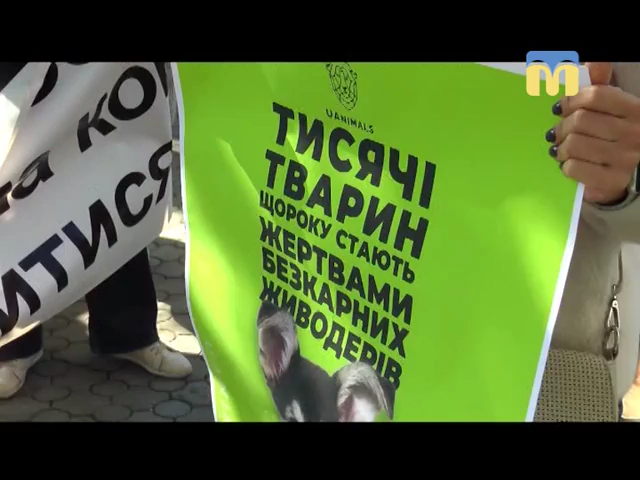 UANIMALS
ТИСЯЧІ
ТВАРИН
ЩОРОКУ СТАЮТЬ
ЖЕРТВАМИ
БЕЗКАРНИХ
ЖИВОДЕРІВ